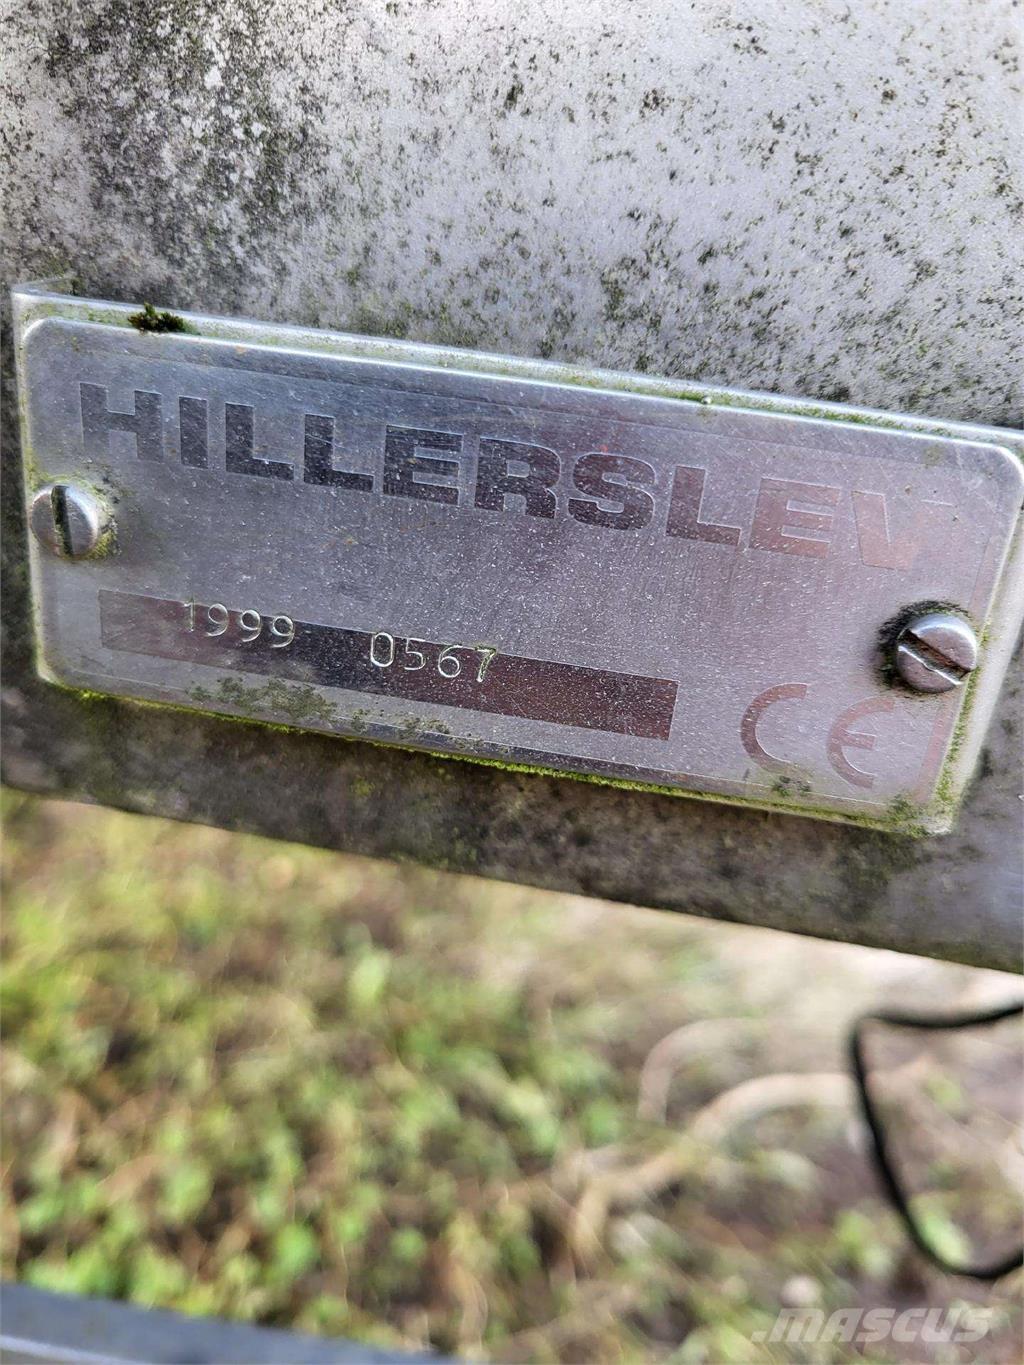 HILLERSLEV
1999 0567
CE
MASCUS